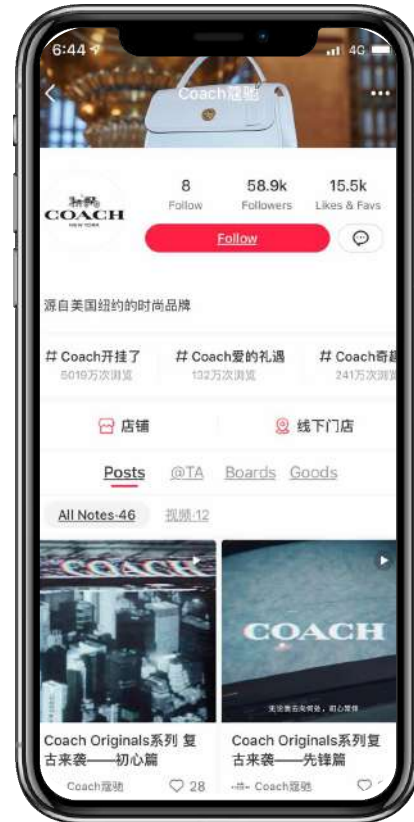 6:44
4G
Coach蔻驰
COACH
NEW YORK
8
58.9k
15.5k
Follow
Followers
Likes & Favs
Follow
源自美国纽约的时尚品牌
# Coach开挂了
# Coach爱的礼遇
# Coach奇趣
5019万次浏览
132万次浏览
241万次浏览
店铺
线下门店
Posts @TA Boards Goods
All Notes·46 视频·12
COACH
COACH
Coach Originals系列 复
古来袭——初心篇
Coach蔻驰
28
Coach Originals系列复
古来袭——先锋篇
Coach蔻驰